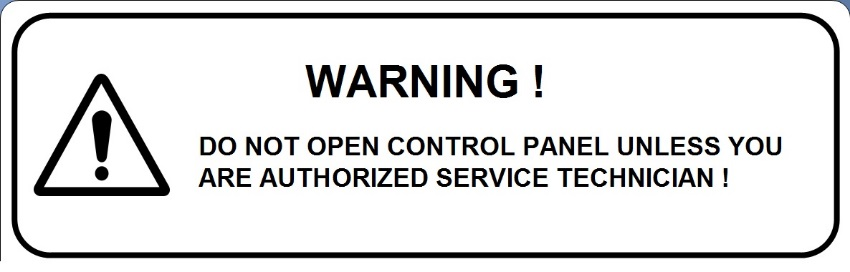 WARNING !
DO NOT OPEN CONTROL PANEL UNLESS YOU
ARE AUTHORIZED SERVICE TECHNICIAN !